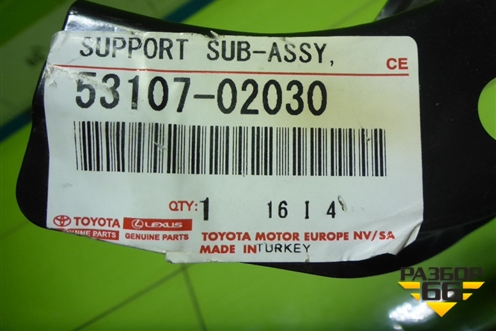 SUPPORT SUB-ASSY,
CE
53107-02030
QTY: 1 16 I 4
TOYOTA LEXUS
GENUINE PARTS GENUINE PARTS
TOYOTA MOTOR EUROPE NV/SA
MADE IN TURKEY
РАЗБОР
66